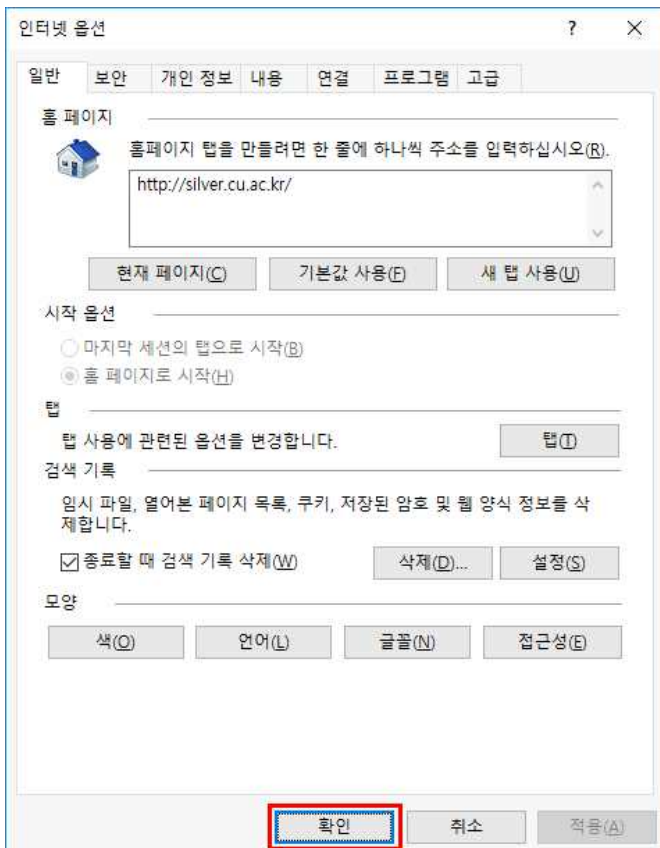 인터넷 옵션 ?
일반 보안 개인 정보 내용 연결 프로그램 고급
홈 페이지
홈페이지 탭을 만들려면 한 줄에 하나씩 주소를 입력하십시오(R).
http://silver.cu.ac.kr/
현재 페이지(C) 기본값 사용(F) 새 탭 사용(U)
시작 옵션
마지막 세션의 탭으로 시작(B)
홈 페이지로 시작(H)
탭
탭 사용에 관련된 옵션을 변경합니다. 탭(T)
검색 기록
임시 파일, 열어본 페이지 목록, 쿠키, 저장된 암호 및 웹 양식 정보를 삭
제합니다.
종료할 때 검색 기록 삭제(W) 삭제(D)... 설정(S)
모양
색(O) 언어(L) 글꼴(N) 접근성(E)
확인 취소 적용(A)